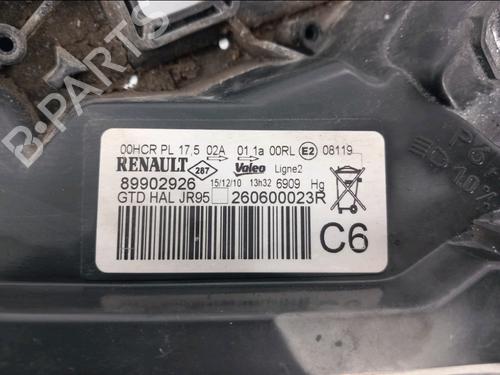 00HCR PL 17,5 02A 01.1a 00RL E2 08119
RENAULT 287 Valeo Ligne2
89902926 15/12/10 13h32 6909 Hg
GTD HAL JR95 260600023R
C6
B-PARTS